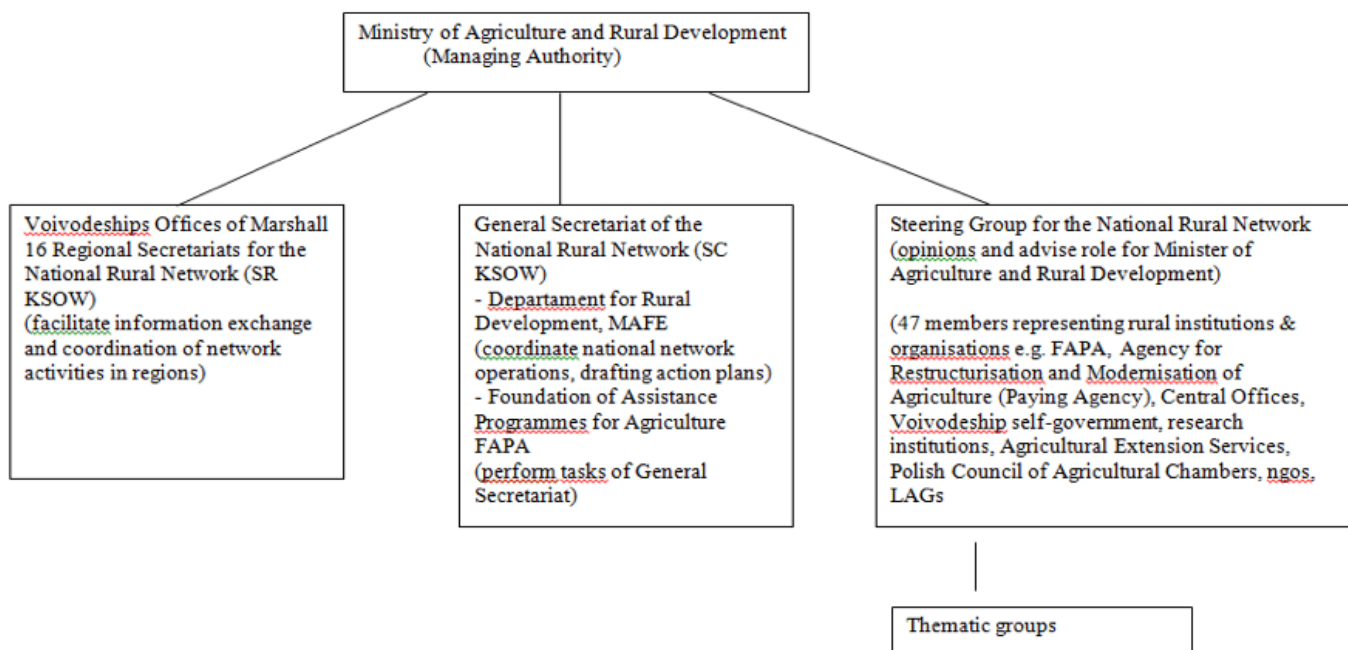 Ministry of Agriculture and Rural Development
(Managing Authority)
Voivodeships Offices of Marshall
16 Regional Secretariats for the
National Rural Network (SR
KSOW)
(facilitate information exchange
and coordination of network
activities in regions)
General Secretariat of the
National Rural Network (SC
KSOW)
- Departament for Rural
Development, MAFE
(coordinate national network
operations, drafting action plans)
- Foundation of Assistance
Programmes for Agriculture
FAPA
(perform tasks of General
Secretariat)
Steering Group for the National Rural Network
(opinions and advise role for Minister of
Agriculture and Rural Development)
(47 members representing rural institutions &
organisations e.g. FAPA, Agency for
Restructurisation and Modernisation of
Agriculture (Paying Agency), Central Offices,
Voivodeship self-government, research
institutions, Agricultural Extension Services,
Polish Council of Agricultural Chambers, ngos,
LAGs
Thematic groups